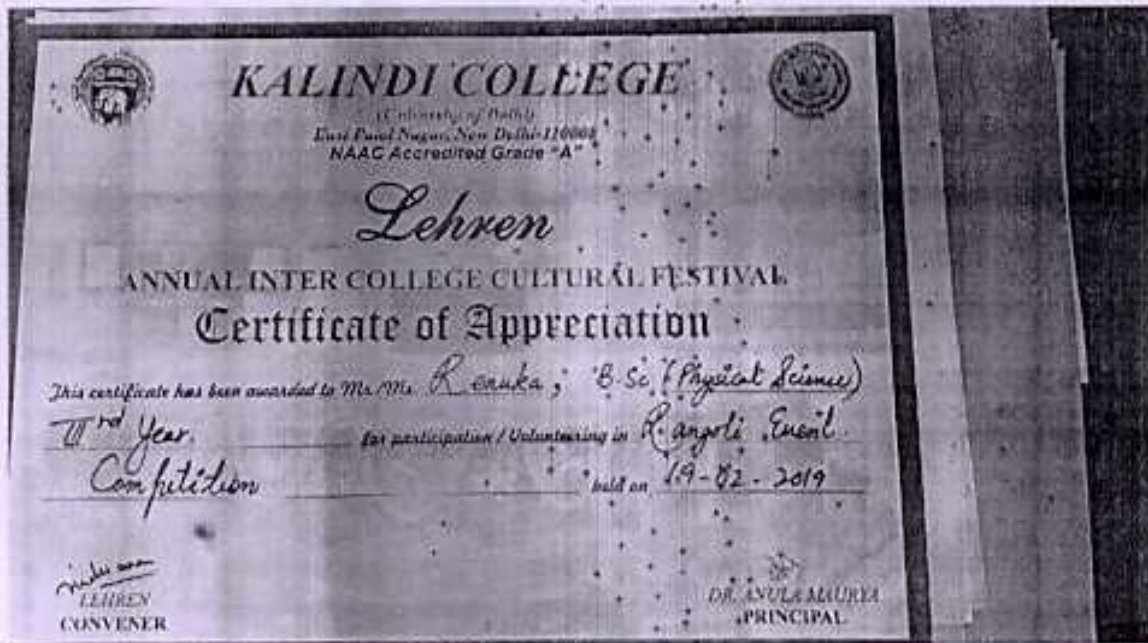 KALINDI COLLEGE
(University of Delhi)
East Patel Nagar, New Delhi-110008
NAAC Accredited Grade "A"
Lehren
ANNUAL INTER COLLEGE CULTURAL FESTIVAL
Certificate of Appreciation
This certificate has been awarded to Mr./Ms. Renuka, B.Sc (Physical Science)
IIIrd Year. for participation / Volunteering in Rangoli Event
Competition held on 19-02-2019
LEHREN
CONVENER
DR. ANULA MAURYA
PRINCIPAL